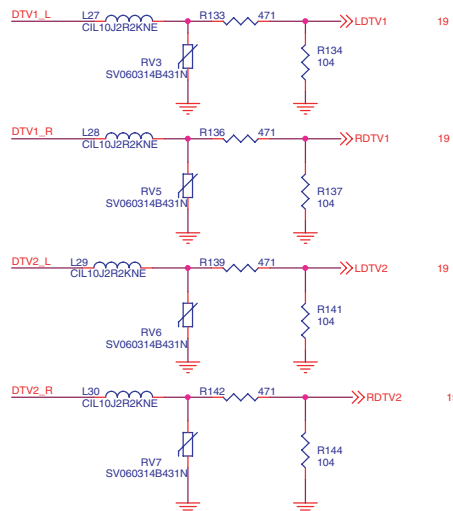 DTV1_L L27 R133 471 LDTV1 19
CIL10J2R2KNE
R134
104
RV3
SV060314B431N
DTV1_R L28 R136 471 RDTV1 19
CIL10J2R2KNE
R137
104
RV5
SV060314B431N
DTV2_L L29 R139 471 LDTV2 19
CIL10J2R2KNE
R141
104
RV6
SV060314B431N
DTV2_R L30 R142 471 RDTV2
CIL10J2R2KNE
R144
104
RV7
SV060314B431N